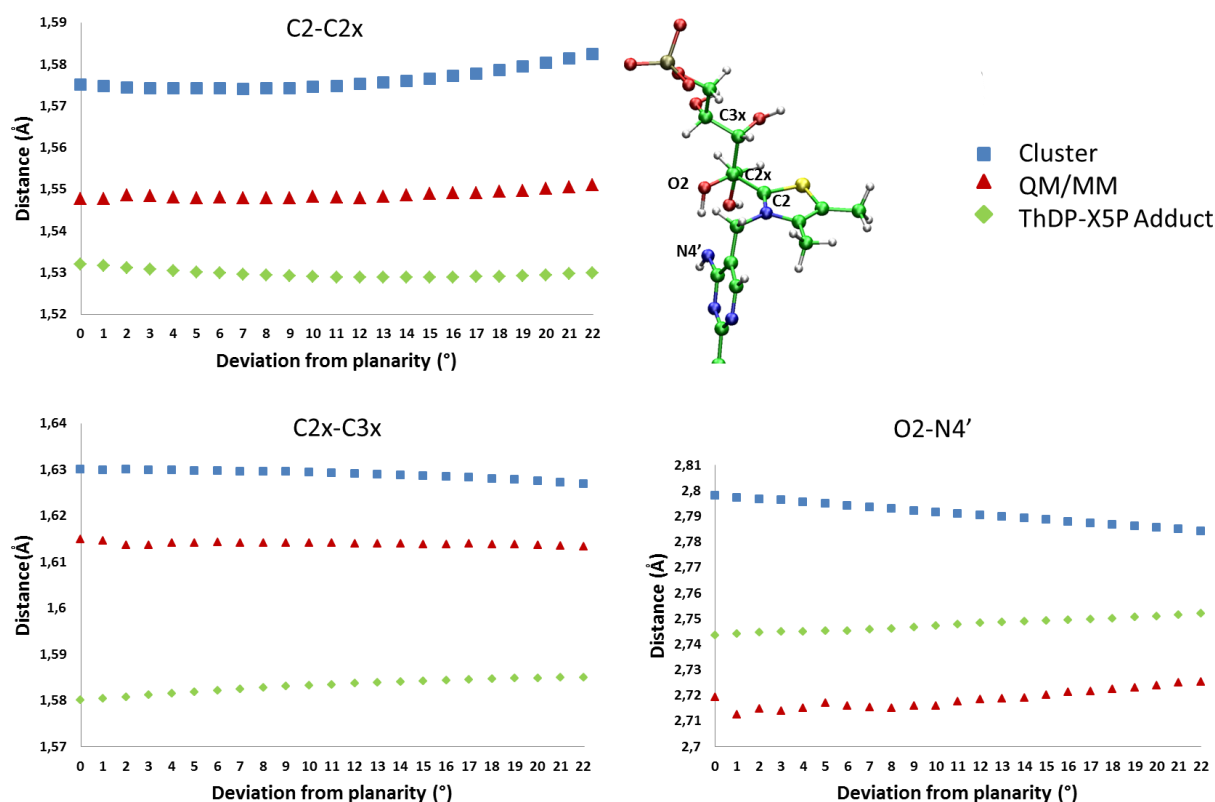 C2-C2x
1,59
1,58
1,57
1,56
1,55
1,54
1,53
1,52
Distance (Å)
0 1 2 3 4 5 6 7 8 9 10 11 12 13 14 15 16 17 18 19 20 21 22
Deviation from planarity (°)
C3x
O2
C2x
C2
N4'
Cluster
QM/MM
ThDP-X5P Adduct
C2x-C3x
1,64
1,63
1,62
1,61
1,6
1,59
1,58
1,57
Distance(Å)
0 1 2 3 4 5 6 7 8 9 10 11 12 13 14 15 16 17 18 19 20 21 22
Deviation from planarity (°)
O2-N4’
2,81
2,8
2,79
2,78
2,77
2,76
2,75
2,74
2,73
2,72
2,71
2,7
Distance (Å)
0 1 2 3 4 5 6 7 8 9 10 11 12 13 14 15 16 17 18 19 20 21 22
Deviation from planarity (°)